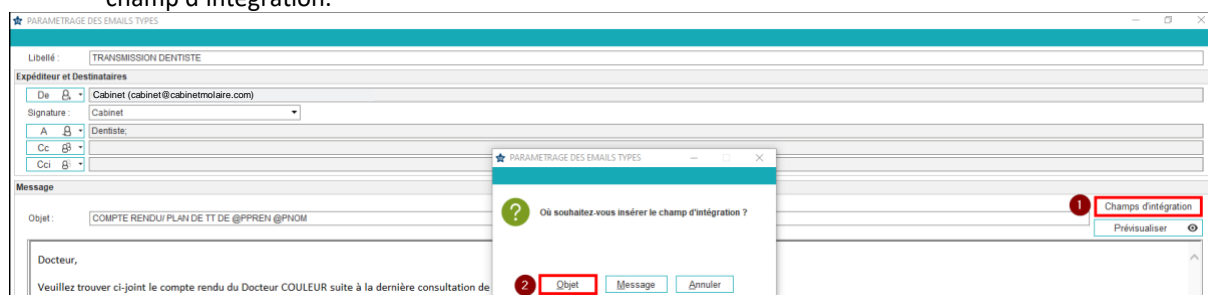 champ d'intégration.
PARAMETRAGE DES EMAILS TYPES
Libellé : TRANSMISSION DENTISTE
Expéditeur et Destinataires
De Cabinet (cabinet@cabinetmolaire.com)
Signature : Cabinet
A Dentiste;
Cc
Cci
PARAMETRAGE DES EMAILS TYPES
Message
Où souhaitez-vous insérer le champ d'intégration ?
1 Champs d'intégration
Objet : COMPTE RENDU/ PLAN DE TT DE @PPREN @PNOM
Prévisualiser
Docteur,
Veuillez trouver ci-joint le compte rendu du Docteur COULEUR suite à la dernière consultation de
2 Objet Message Annuler